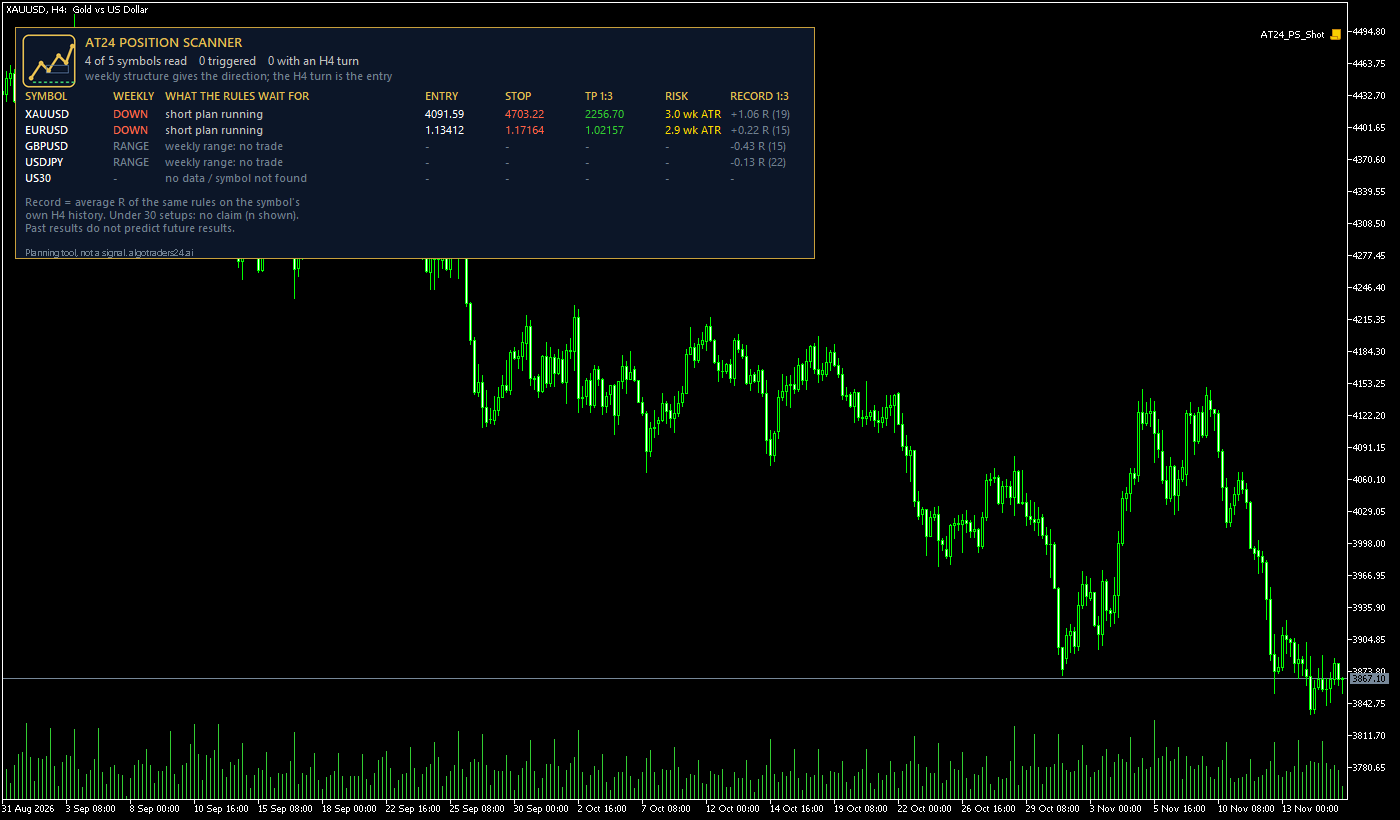 XAUUSD, H4: Gold vs US Dollar
AT24_PS_Shot
AT24 POSITION SCANNER
4 of 5 symbols read 0 triggered 0 with an H4 turn
weekly structure gives the direction; the H4 turn is the entry
SYMBOL WEEKLY WHAT THE RULES WAIT FOR ENTRY STOP TP 1:3 RISK RECORD 1:3
XAUUSD DOWN short plan running 4091.59 4703.22 2256.70 3.0 wk ATR +1.06 R (19)
EURUSD DOWN short plan running 1.13412 1.17164 1.02157 2.9 wk ATR +0.22 R (15)
GBPUSD RANGE weekly range: no trade - - - - -0.43 R (15)
USDJPY RANGE weekly range: no trade - - - - -0.13 R (22)
US30 - no data / symbol not found - - - - -
Record = average R of the same rules on the symbol's
own H4 history. Under 30 setups: no claim (n shown).
Past results do not predict future results.
Planning tool, not a signal. algotraders24.ai
4494.80
4463.75
4432.70
4401.65
4370.60
4339.55
4308.50
4277.45
4246.40
4215.35
4184.30
4153.25
4122.20
4091.15
4060.10
4029.05
3998.00
3966.95
3935.90
3904.85
3873.80
3867.10
3842.75
3811.70
3780.65
31 Aug 2026 3 Sep 08:00 8 Sep 00:00 10 Sep 16:00 15 Sep 08:00 18 Sep 00:00 22 Sep 16:00 25 Sep 08:00 30 Sep 00:00 2 Oct 16:00 7 Oct 08:00 12 Oct 00:00 14 Oct 16:00 19 Oct 08:00 22 Oct 00:00 26 Oct 16:00 29 Oct 08:00 3 Nov 00:00 5 Nov 16:00 10 Nov 08:00 13 Nov 00:00